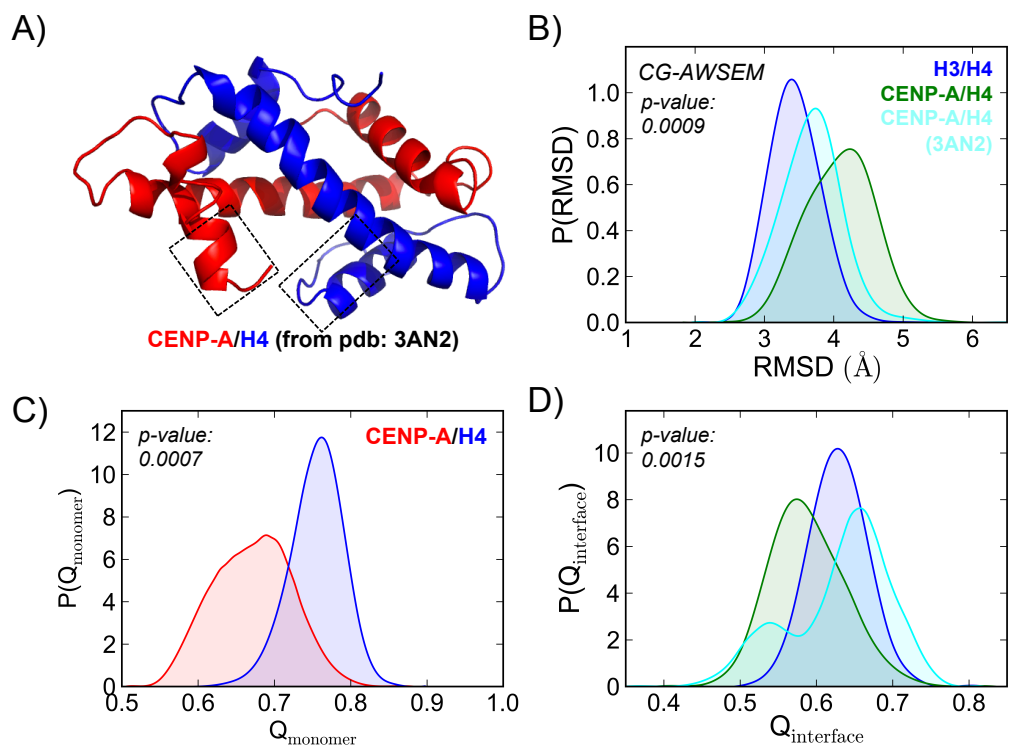 A)
CENP-A/H4 (from pdb: 3AN2)
B)
CG-AWSEM
p-value:
0.0009
H3/H4
CENP-A/H4
CENP-A/H4
(3AN2)
P(RMSD)
1.0
0.8
0.6
0.4
0.2
0.0
1 2 3 4 5 6
RMSD (Å)
C)
p-value:
0.0007
CENP-A/H4
P(Qmonomer)
12
10
8
6
4
2
0
0.5 0.6 0.7 0.8 0.9 1.0
Qmonomer
D)
p-value:
0.0015
P(Qinterface)
10
8
6
4
2
0
0.4 0.5 0.6 0.7 0.8
Qinterface